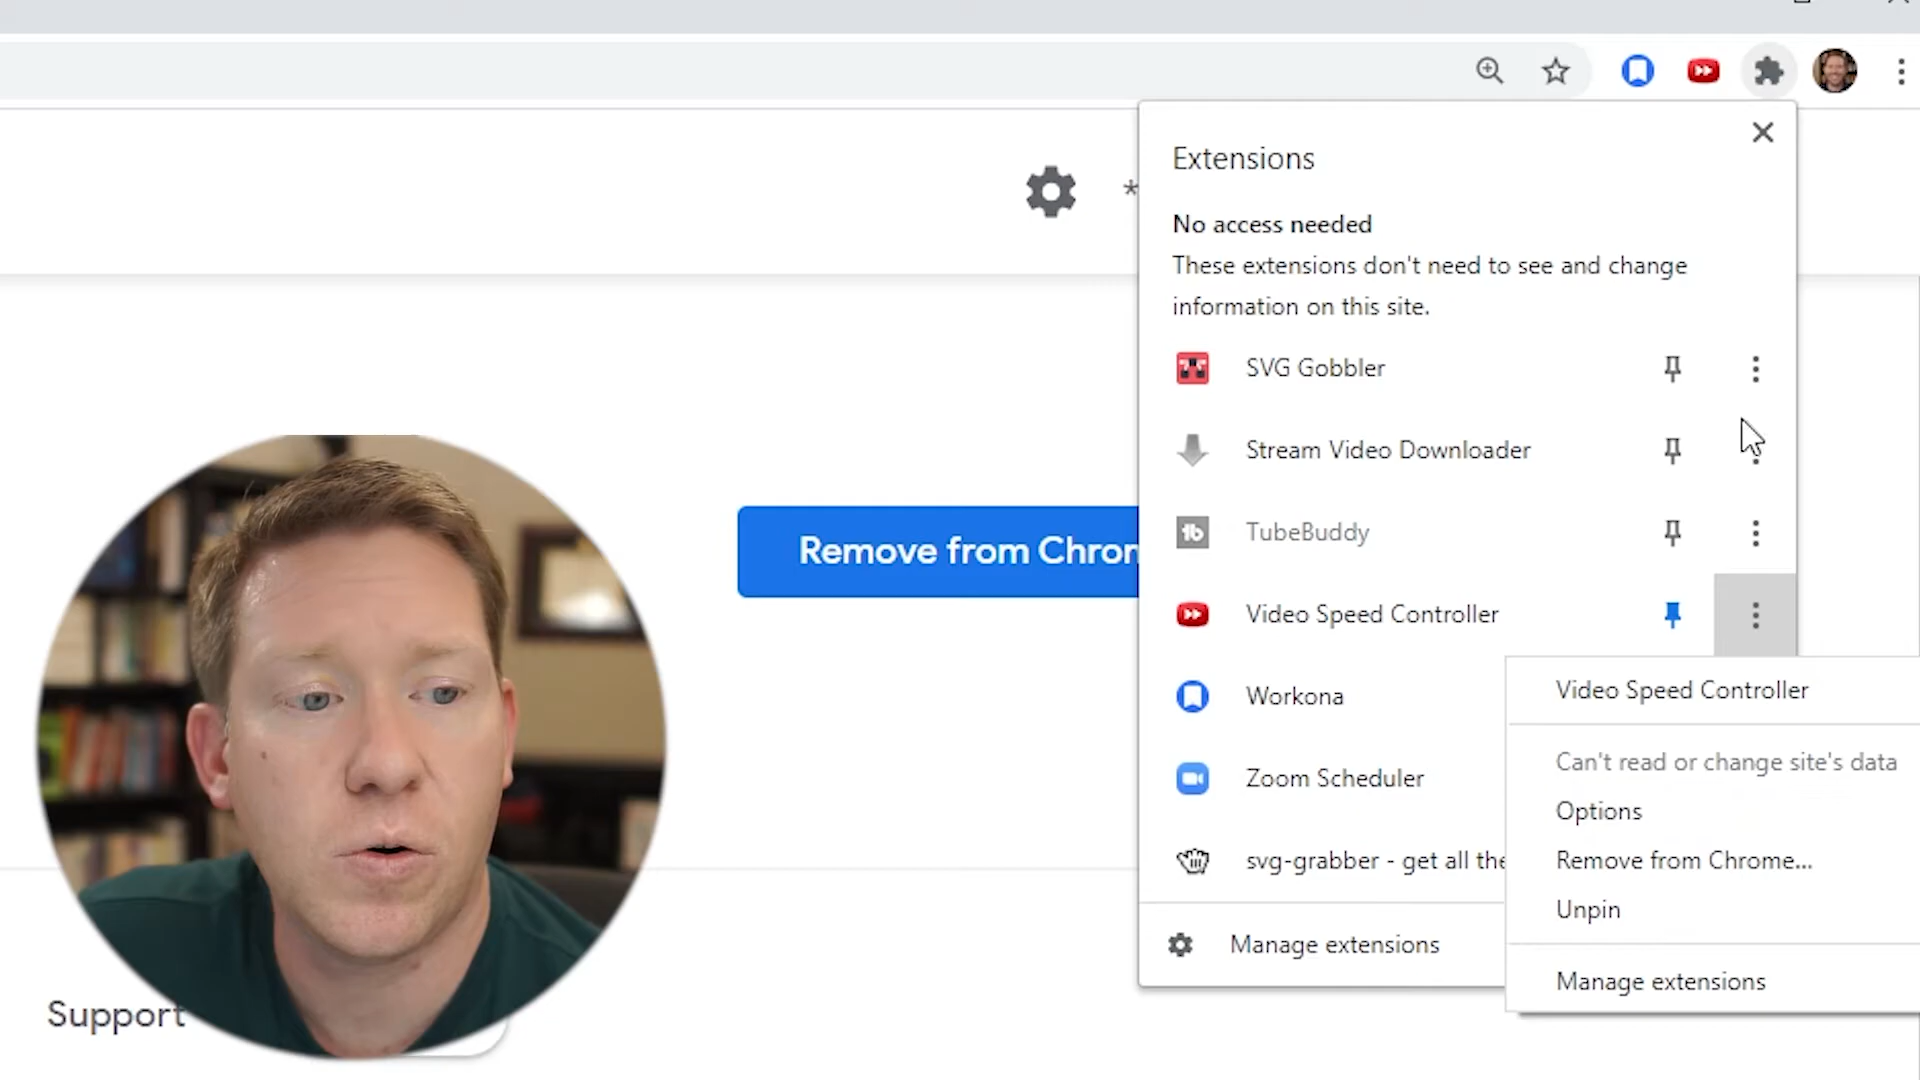 *
Extensions
No access needed
These extensions don't need to see and change
information on this site.
SVG Gobbler
Stream Video Downloader
TubeBuddy
Video Speed Controller
Workona
Zoom Scheduler
svg-grabber - get all the
Manage extensions
Video Speed Controller
Can't read or change site's data
Options
Remove from Chrome...
Unpin
Manage extensions
Remove from Chrom
Support
tb